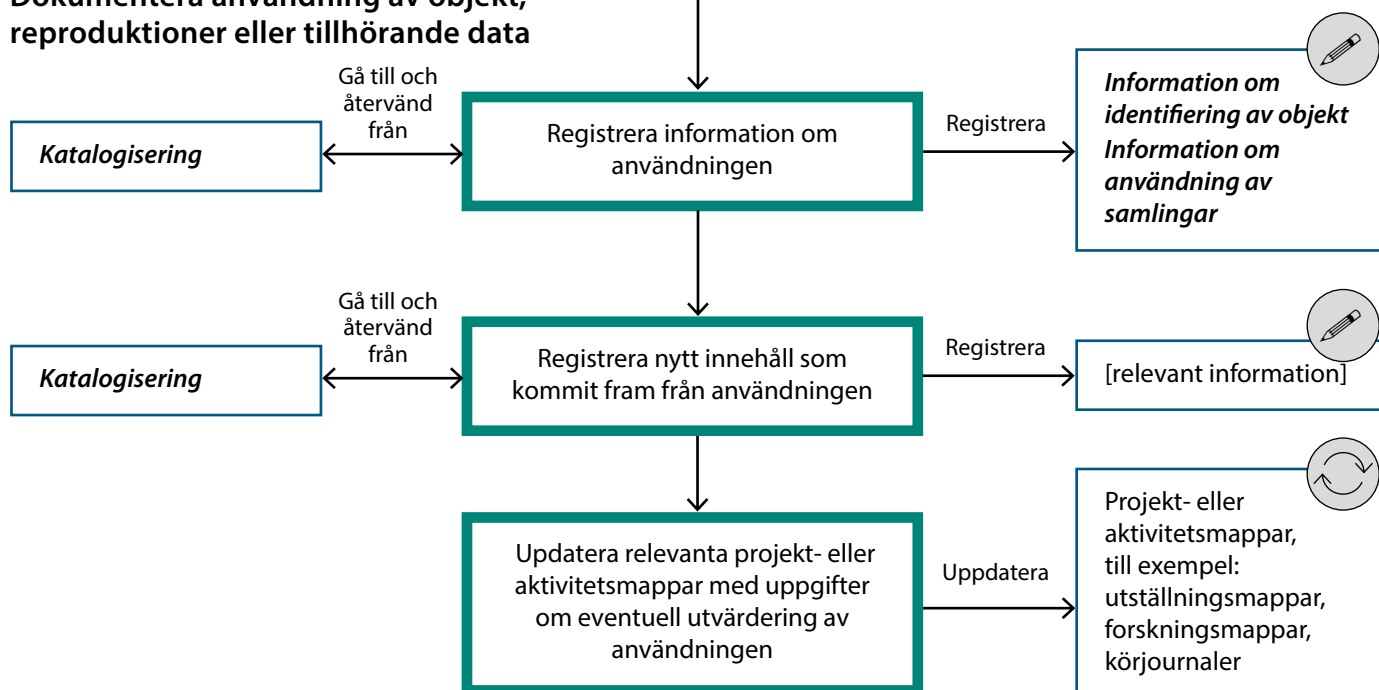 Dokumentera användning av objekt,
reproduktioner eller tillhörande data
Gå till och
återvänd
från
Katalogisering
Registrera information om
användningen
Registrera
Information om
identifiering av objekt
Information om
användning av
samlingar
Gå till och
återvänd
från
Katalogisering
Registrera nytt innehåll som
kommit fram från användningen
Registrera
[relevant information]
Updatera relevanta projekt- eller
aktivitetsmappar med uppgifter
om eventuell utvärdering av
användningen
Uppdatera
Projekt- eller
aktivitetsmappar,
till exempel:
utställningsmappar,
forskningsmappar,
körjournaler